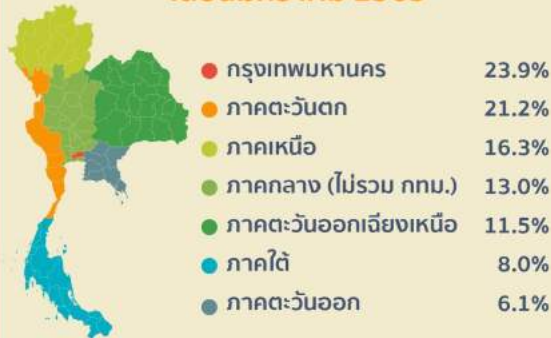 กรุงเทพมหานคร 23.9%
ภาคตะวันตก 21.2%
ภาคเหนือ 16.3%
ภาคกลาง (ไม่รวม กทม.) 13.0%
ภาคตะวันออกเฉียงเหนือ 11.5%
ภาคใต้ 8.0%
ภาคตะวันออก 6.1%